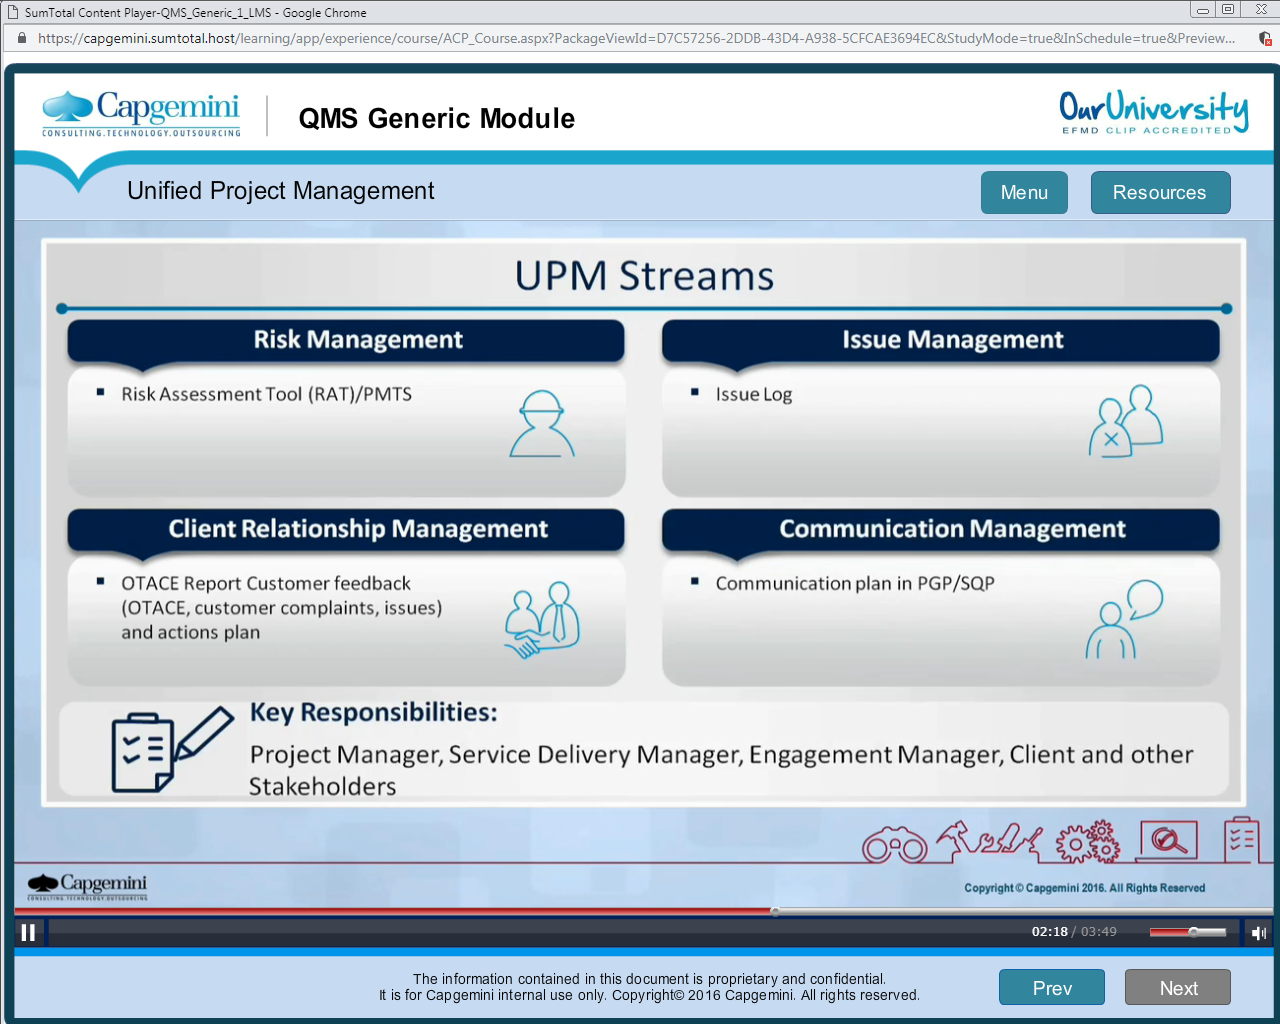 SumTotal Content Player-QMS_Generic_1_LMS - Google Chrome
https://capgemini.sumtotal.host/learning/app/experience/course/ACP_Course.aspx?PackageViewId=D7C57256-2DDB-43D4-A938-5CFCAE3694EC&StudyMode=true&InSchedule=true&Preview...
Capgemini
CONSULTING.TECHNOLOGY.OUTSOURCING
QMS Generic Module
OurUniversity
EFMD CLIP ACCREDITED
Unified Project Management
Menu
Resources
UPM Streams
Risk Management
▪ Risk Assessment Tool (RAT)/PMTS
Issue Management
▪ Issue Log
Client Relationship Management
▪ OTACE Report Customer feedback
(OTACE, customer complaints, issues)
and actions plan
Communication Management
▪ Communication plan in PGP/SQP
Key Responsibilities:
Project Manager, Service Delivery Manager, Engagement Manager, Client and other
Stakeholders
Capgemini
CONSULTING.TECHNOLOGY.OUTSOURCING
Copyright © Capgemini 2016. All Rights Reserved
02:18 / 03:49
The information contained in this document is proprietary and confidential.
It is for Capgemini internal use only. Copyright© 2016 Capgemini. All rights reserved.
Prev
Next